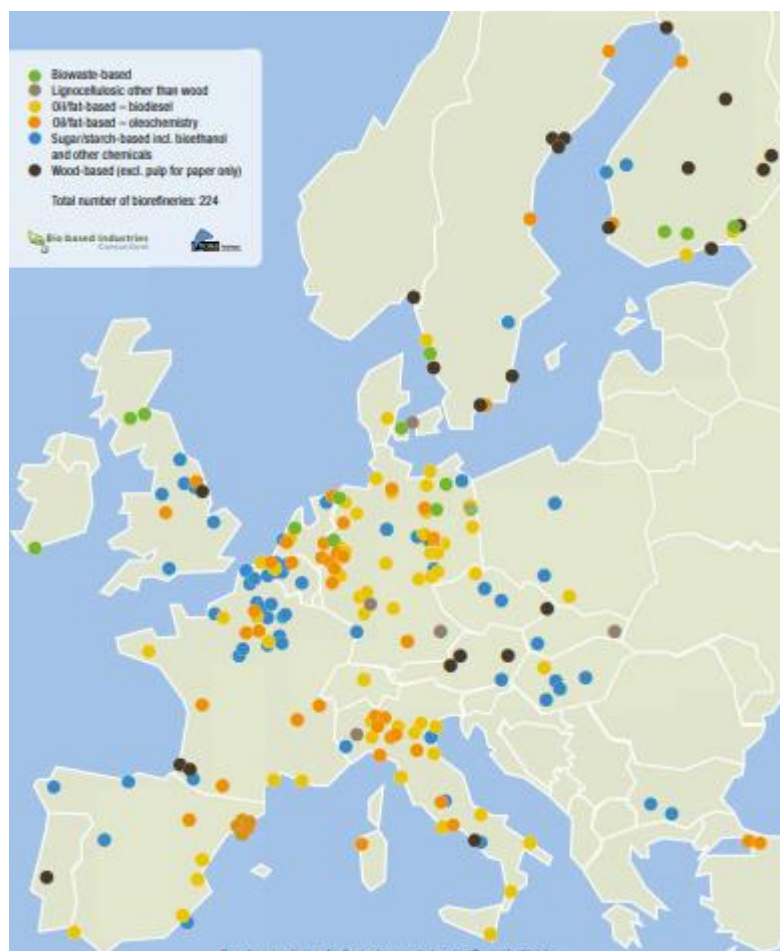 Biowaste-based
Lignocellulosic other than wood
Oil/fat-based – biodiesel
Oil/fat-based – oleochemistry
Sugar/starch-based incl. bioethanol
and other chemicals
Wood-based (excl. pulp for paper only)
Total number of biorefineries: 224
Bio-based Industries
Consortium